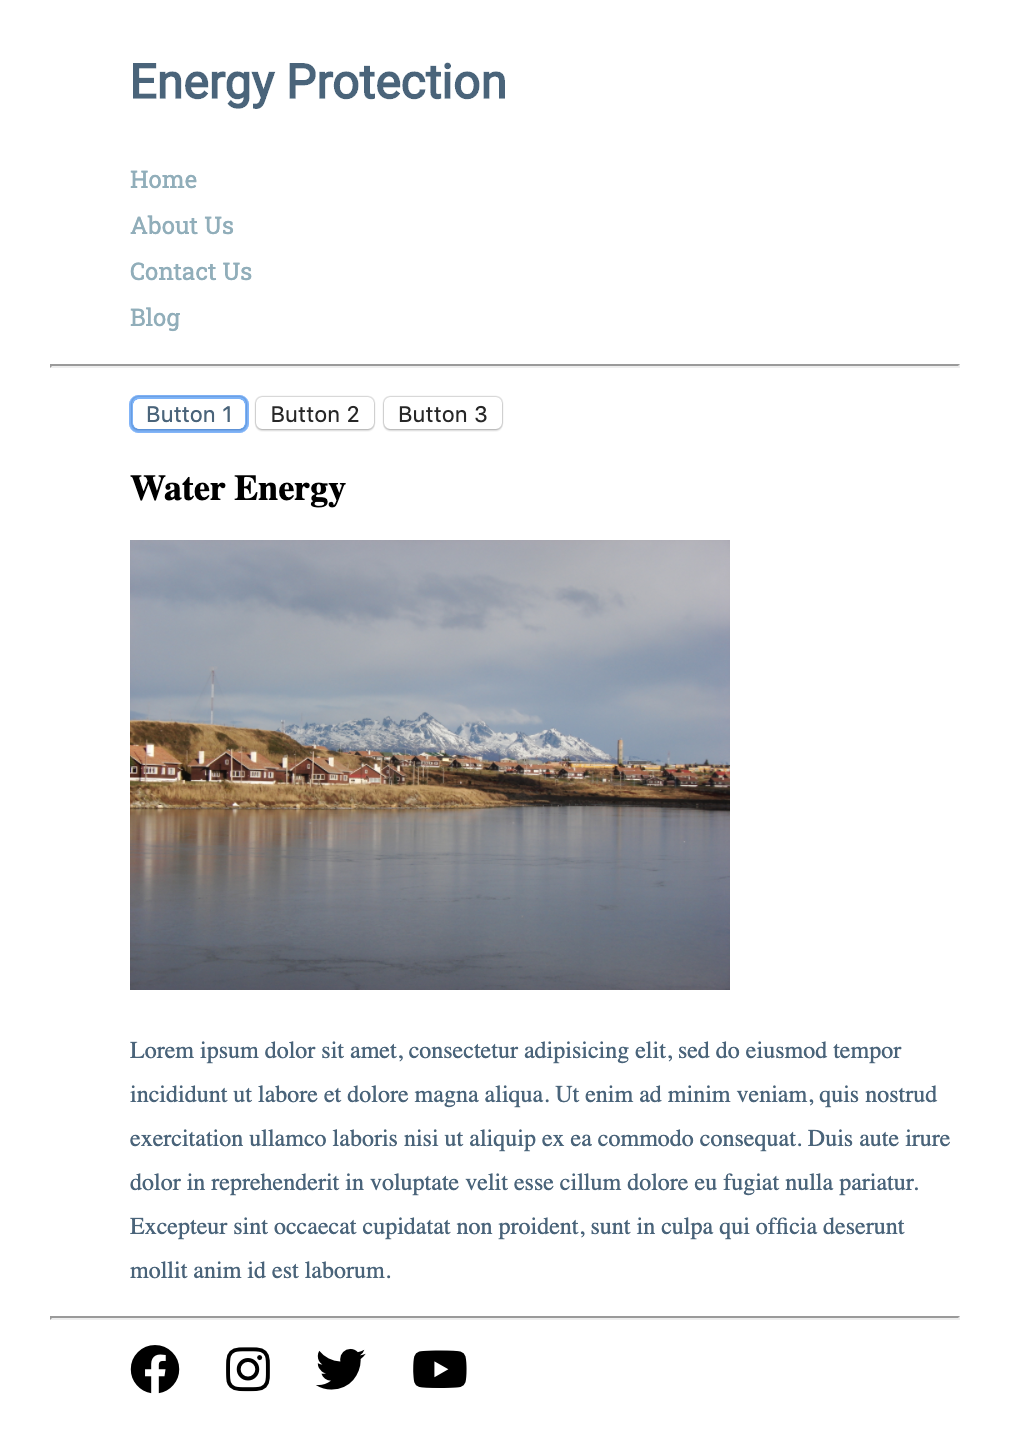 Energy Protection
Home
About Us
Contact Us
Blog
Button 1 Button 2 Button 3
Water Energy
Lorem ipsum dolor sit amet, consectetur adipisicing elit, sed do eiusmod tempor
incididunt ut labore et dolore magna aliqua. Ut enim ad minim veniam, quis nostrud
exercitation ullamco laboris nisi ut aliquip ex ea commodo consequat. Duis aute irure
dolor in reprehenderit in voluptate velit esse cillum dolore eu fugiat nulla pariatur.
Excepteur sint occaecat cupidatat non proident, sunt in culpa qui officia deserunt
mollit anim id est laborum.